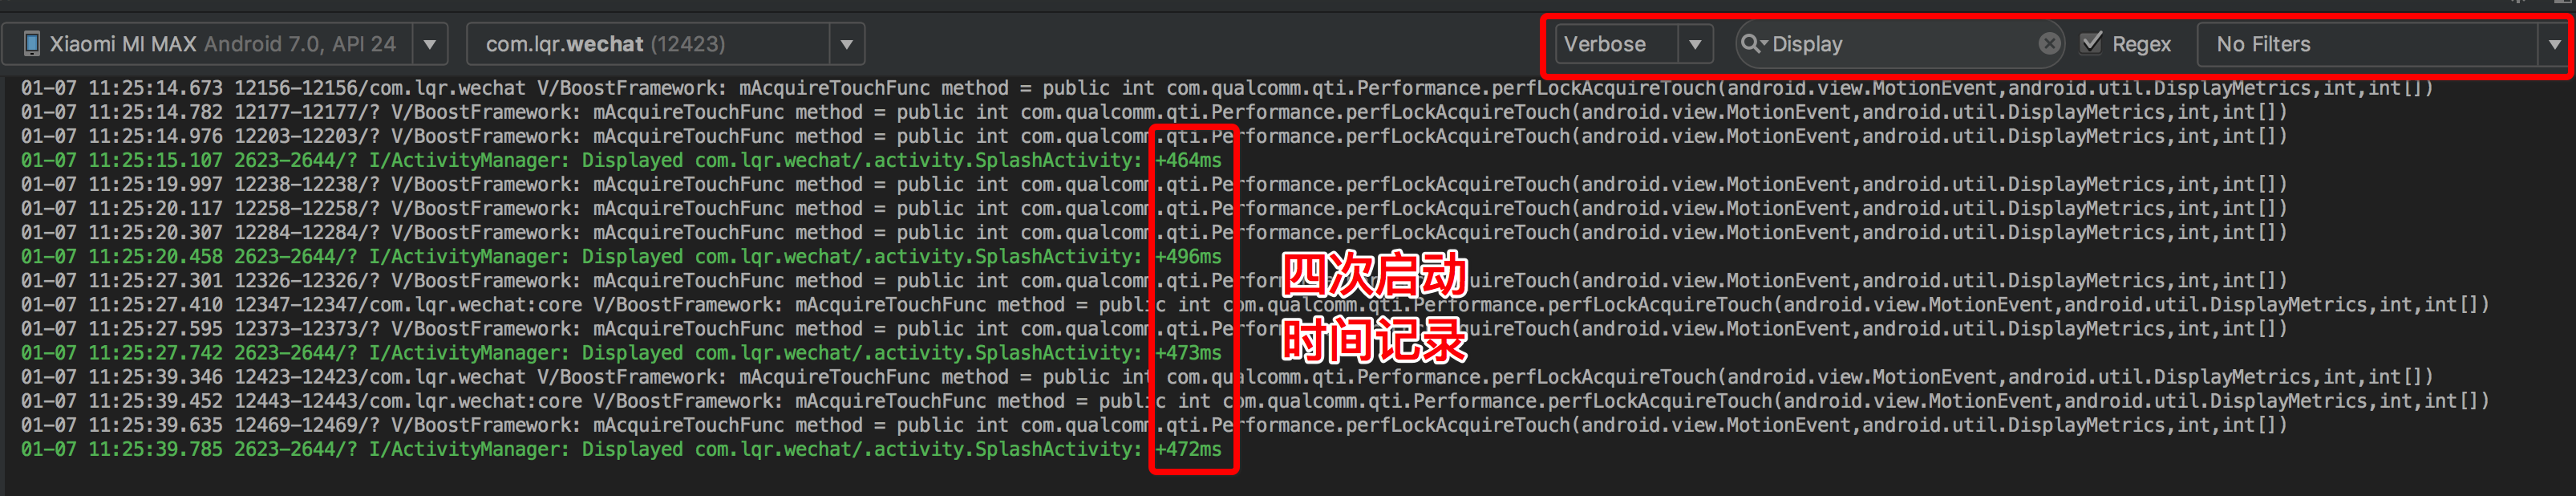 Xiaomi MI MAX Android 7.0, API 24 com.lqr.wechat (12423) Verbose Display Regex No Filters
01-07 11:25:14.673 12156-12156/com.lqr.wechat V/BoostFramework: mAcquireTouchFunc method = public int com.qualcomm.qti.Performance.perfLockAcquireTouch(android.view.MotionEvent,android.util.DisplayMetrics,int,int[])
01-07 11:25:14.782 12177-12177/? V/BoostFramework: mAcquireTouchFunc method = public int com.qualcomm.qti.Performance.perfLockAcquireTouch(android.view.MotionEvent,android.util.DisplayMetrics,int,int[])
01-07 11:25:14.976 12203-12203/? V/BoostFramework: mAcquireTouchFunc method = public int com.qualcomm.qti.Performance.perfLockAcquireTouch(android.view.MotionEvent,android.util.DisplayMetrics,int,int[])
01-07 11:25:15.107 2623-2644/? I/ActivityManager: Displayed com.lqr.wechat/.activity.SplashActivity: +464ms
01-07 11:25:19.997 12238-12238/? V/BoostFramework: mAcquireTouchFunc method = public int com.qualcomm.qti.Performance.perfLockAcquireTouch(android.view.MotionEvent,android.util.DisplayMetrics,int,int[])
01-07 11:25:20.117 12258-12258/? V/BoostFramework: mAcquireTouchFunc method = public int com.qualcomm.qti.Performance.perfLockAcquireTouch(android.view.MotionEvent,android.util.DisplayMetrics,int,int[])
01-07 11:25:20.307 12284-12284/? V/BoostFramework: mAcquireTouchFunc method = public int com.qualcomm.qti.Performance.perfLockAcquireTouch(android.view.MotionEvent,android.util.DisplayMetrics,int,int[])
01-07 11:25:20.458 2623-2644/? I/ActivityManager: Displayed com.lqr.wechat/.activity.SplashActivity: +496ms
01-07 11:25:27.301 12326-12326/? V/BoostFramework: mAcquireTouchFunc method = public int com.qualcomm.qti.Performance.perfLockAcquireTouch(android.view.MotionEvent,android.util.DisplayMetrics,int,int[])
01-07 11:25:27.410 12347-12347/com.lqr.wechat:core V/BoostFramework: mAcquireTouchFunc method = public int com.qualcomm.qti.Performance.perfLockAcquireTouch(android.view.MotionEvent,android.util.DisplayMetrics,int,int[])
01-07 11:25:27.595 12373-12373/? V/BoostFramework: mAcquireTouchFunc method = public int com.qualcomm.qti.Performance.perfLockAcquireTouch(android.view.MotionEvent,android.util.DisplayMetrics,int,int[])
01-07 11:25:27.742 2623-2644/? I/ActivityManager: Displayed com.lqr.wechat/.activity.SplashActivity: +473ms
01-07 11:25:39.346 12423-12423/com.lqr.wechat V/BoostFramework: mAcquireTouchFunc method = public int com.qualcomm.qti.Performance.perfLockAcquireTouch(android.view.MotionEvent,android.util.DisplayMetrics,int,int[])
01-07 11:25:39.452 12443-12443/com.lqr.wechat:core V/BoostFramework: mAcquireTouchFunc method = public int com.qualcomm.qti.Performance.perfLockAcquireTouch(android.view.MotionEvent,android.util.DisplayMetrics,int,int[])
01-07 11:25:39.635 12469-12469/? V/BoostFramework: mAcquireTouchFunc method = public int com.qualcomm.qti.Performance.perfLockAcquireTouch(android.view.MotionEvent,android.util.DisplayMetrics,int,int[])
01-07 11:25:39.785 2623-2644/? I/ActivityManager: Displayed com.lqr.wechat/.activity.SplashActivity: +472ms
四次启动
时间记录